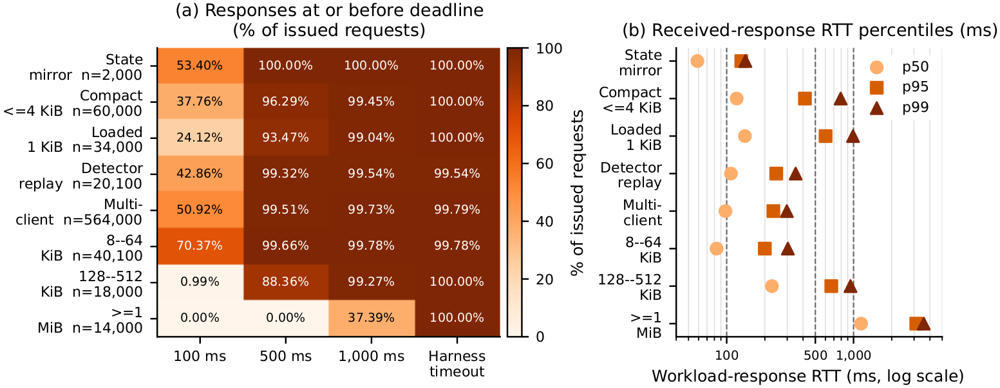 (a) Responses at or before deadline
(% of issued requests)
State
mirror n=2,000
53.40% 100.00% 100.00% 100.00%
Compact
<=4 KiB n=60,000
37.76% 96.29% 99.45% 100.00%
Loaded
1 KiB n=34,000
24.12% 93.47% 99.04% 100.00%
Detector
replay n=20,100
42.86% 99.32% 99.54% 99.54%
Multi-
client n=564,000
50.92% 99.51% 99.73% 99.79%
8--64
KiB n=40,100
70.37% 99.66% 99.78% 99.78%
128--512
KiB n=18,000
0.99% 88.36% 99.27% 100.00%
>=1
MiB n=14,000
0.00% 0.00% 37.39% 100.00%
100 ms 500 ms 1,000 ms Harness
timeout
100
80
60
40
20
0
% of issued requests
(b) Received-response RTT percentiles (ms)
State
mirror
Compact
<=4 KiB
Loaded
1 KiB
Detector
replay
Multi-
client
8--64
KiB
128--512
KiB
>=1
MiB
p50
p95
p99
100 500 1,000
Workload-response RTT (ms, log scale)